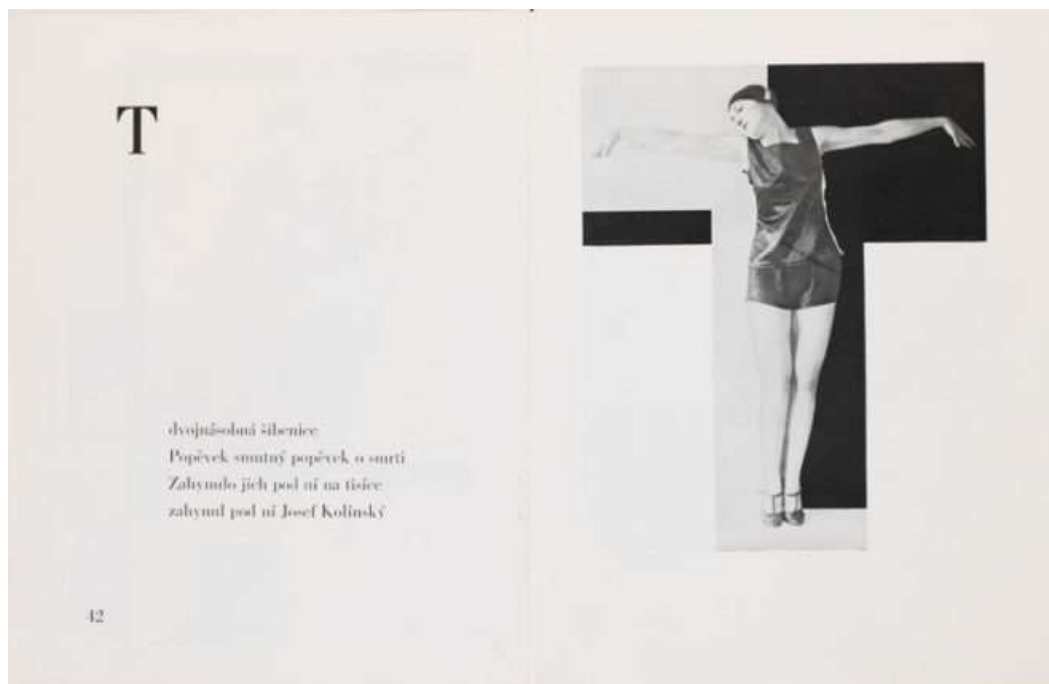 T
dvojnásobná šibenice
Popěvek smutný popěvek o smrti
Zahynulo jich pod ní na tisíce
zahynul pod ní Josef Kolínský
42